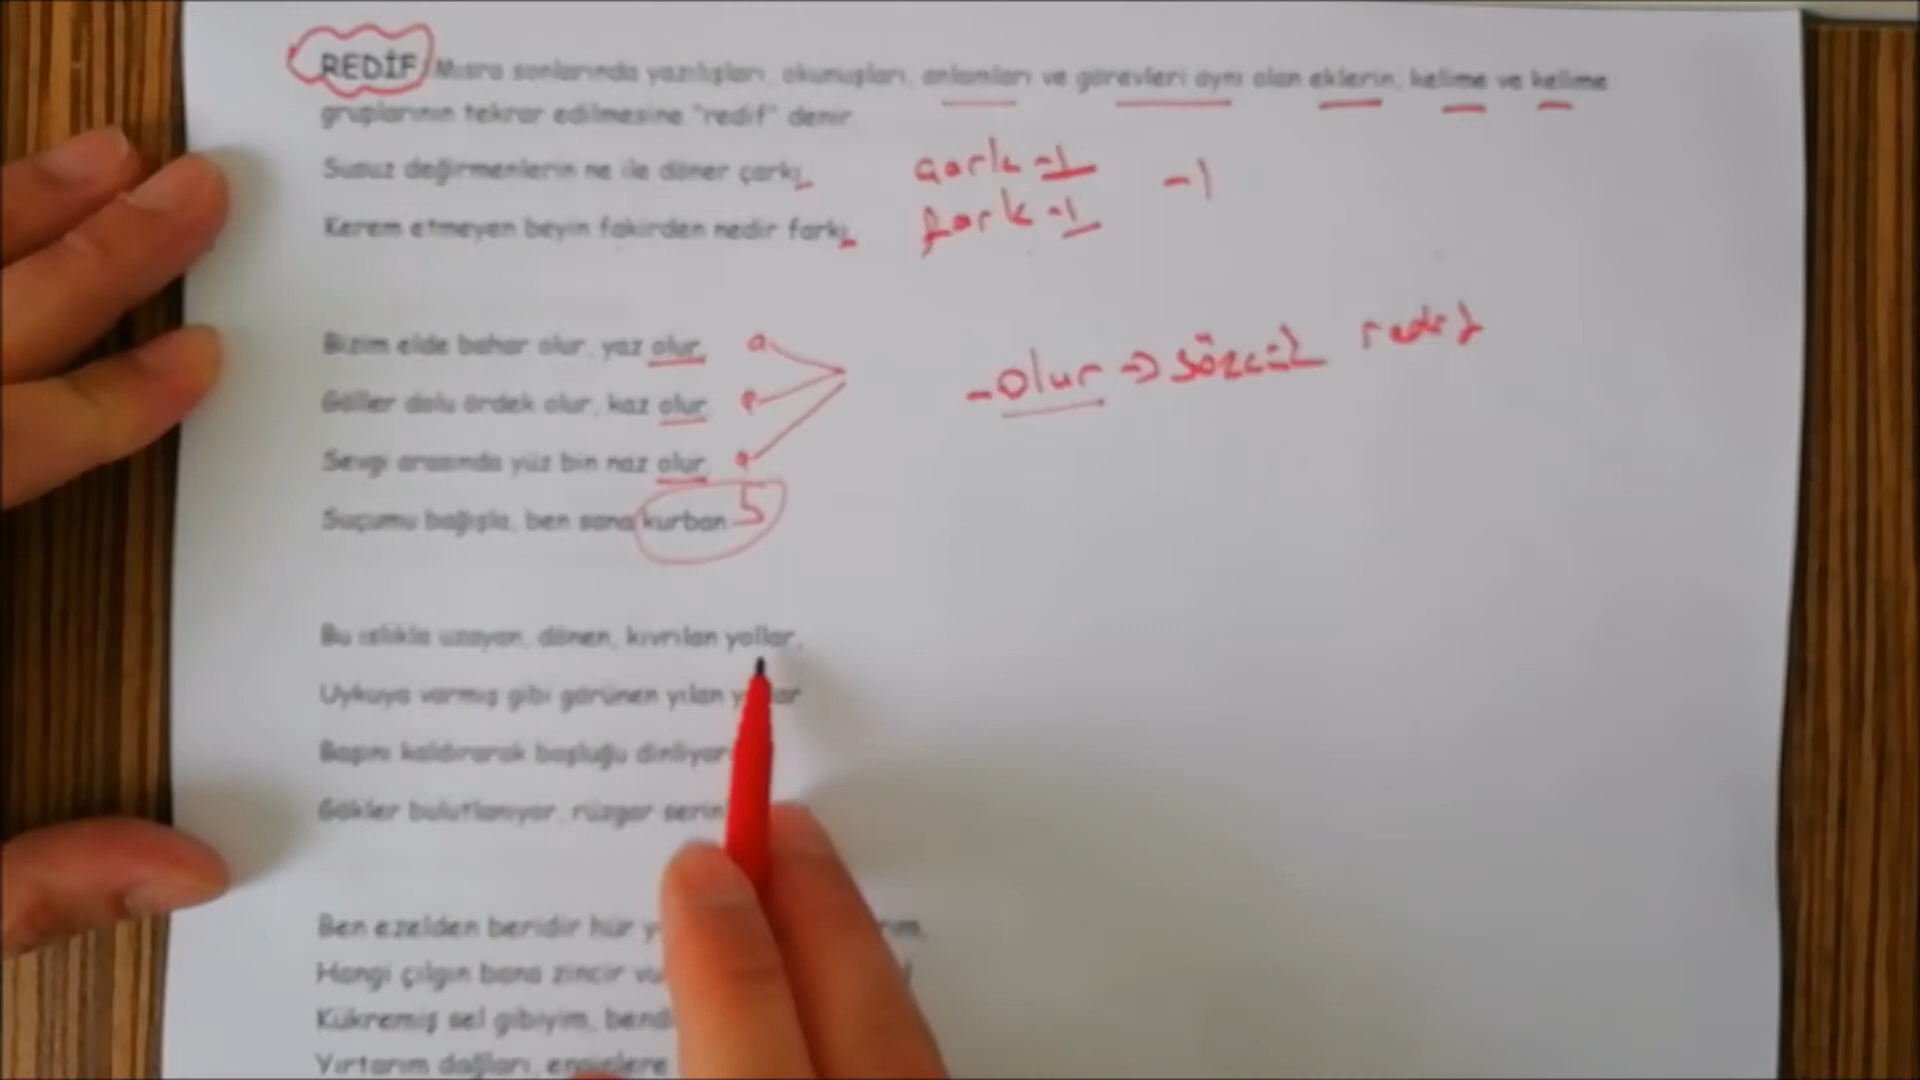 REDİF Mısra sonlarında yazılışları, okunuşları, anlamları ve görevleri aynı olan eklerin, kelime ve kelime
gruplarının tekrar edilmesine "redif" denir
Susuz değirmenlerin ne ile döner çarkı
çark -ı
-ı
Kerem etmeyen beyin fakirden nedir farkı
fark -ı
Bizim elde bahar olur, yaz olur a
-olur → sözcük redif
Göller dolu ördek olur, kaz olur a
Sevgi arasında yüz bin naz olur a
Suçumu bağışla, ben sana kurban
Bu ıslıkla uzayan, dönen, kıvrılan yollar,
Uykuya varmış gibi görünen yılan
Başını kaldırarak boşluğu dinliyor
Gökler bulutlanıyor, rüzgar
Ben ezelden beridir hür
Hangi çılgın bana zincir
Kükremiş sel gibiyim,
Yırtarım dağları,